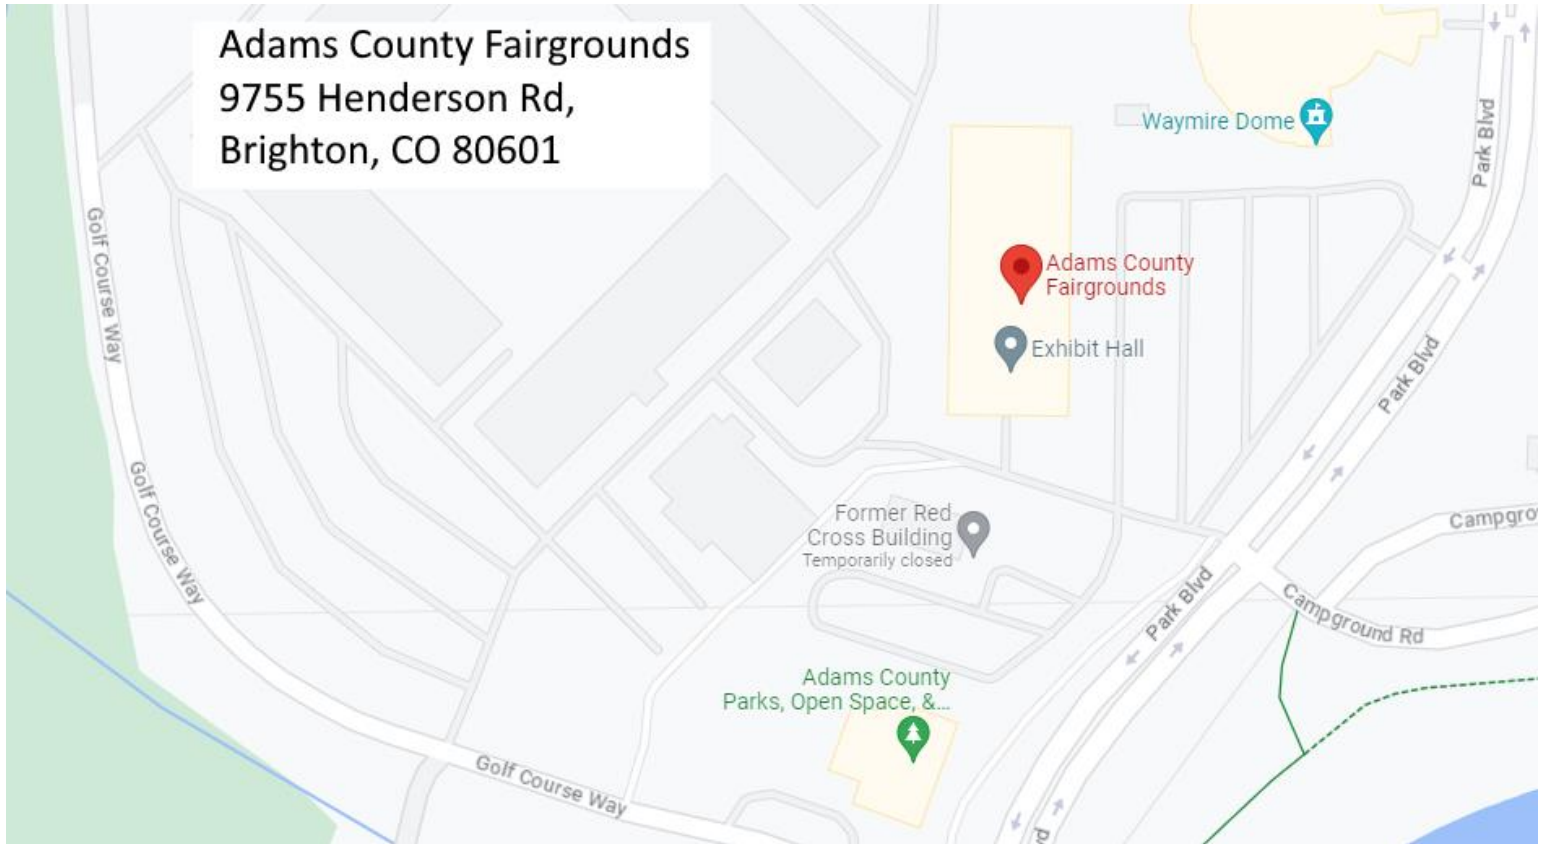 Adams County Fairgrounds
9755 Henderson Rd,
Brighton, CO 80601
Waymire Dome
Park Blvd
Golf Course Way
Adams County
Fairgrounds
Exhibit Hall
Park Blvd
Golf Course Way
Former Red
Cross Building
Temporarily closed
Campgro
Park Blvd
Campground Rd
Adams County
Parks, Open Space, &...
Golf Course Way
vd